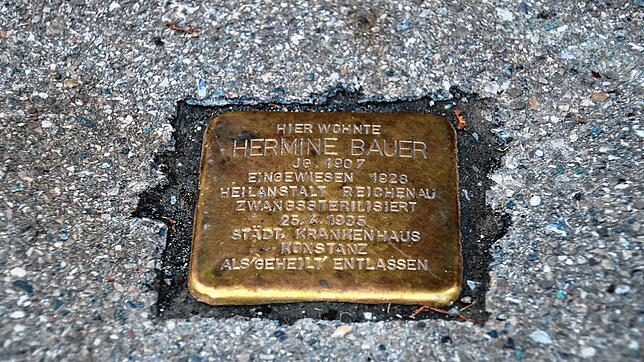 HIER WOHNTE
HERMINE BAUER
JG. 1907
EINGEWIESEN 1928
HEILANSTALT REICHENAU
ZWANGSSTERILISIERT
25.4.1935
STÄDT. KRANKENHAUS
KONSTANZ
ALS 'GEHEILT' ENTLASSEN